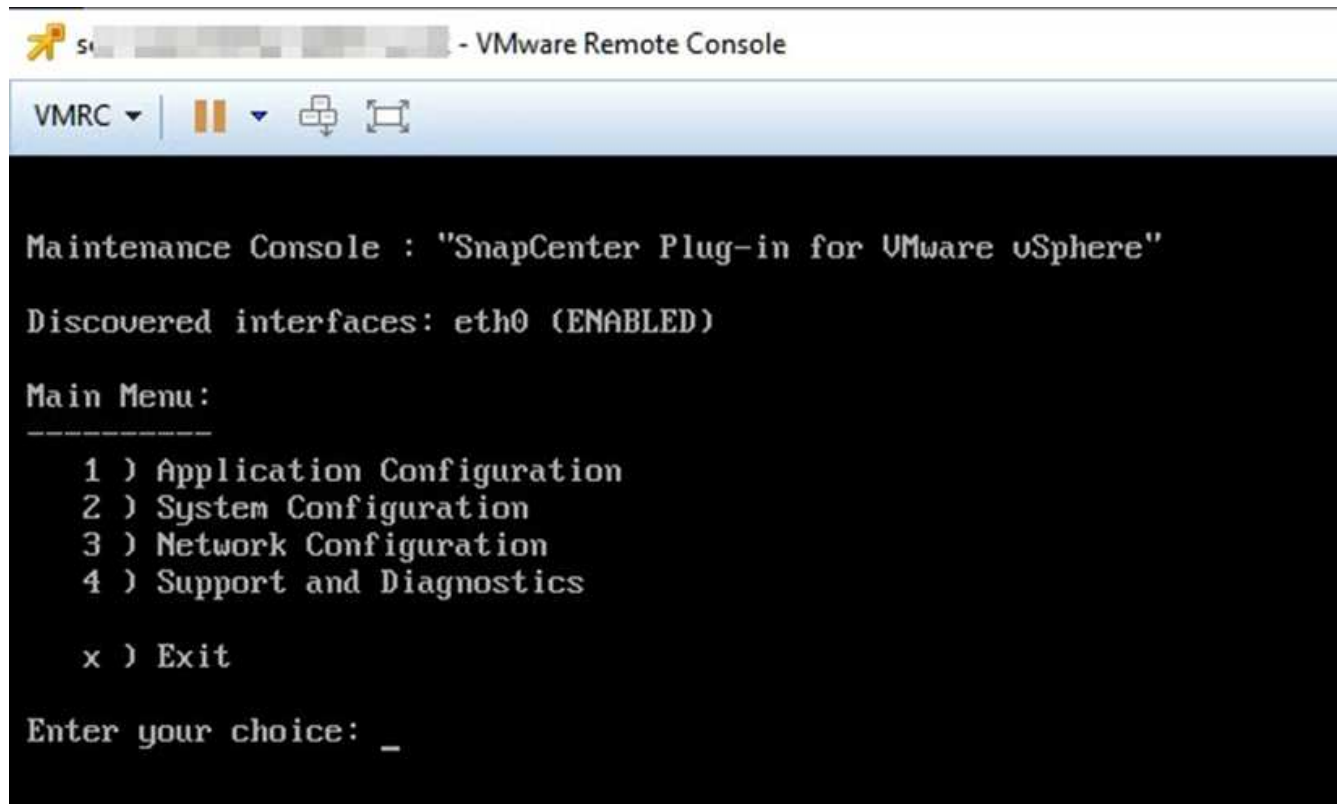 - VMware Remote Console
VMRC
Maintenance Console : "SnapCenter Plug-in for VMware vSphere"
Discovered interfaces: eth0 (ENABLED)
Main Menu:
----------
1 ) Application Configuration
2 ) System Configuration
3 ) Network Configuration
4 ) Support and Diagnostics
x ) Exit
Enter your choice: _